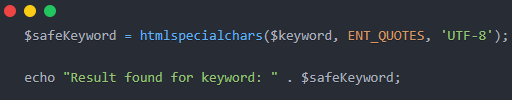 $safeKeyword = htmlspecialchars($keyword, ENT_QUOTES, 'UTF-8');
echo "Result found for keyword: " . $safeKeyword;